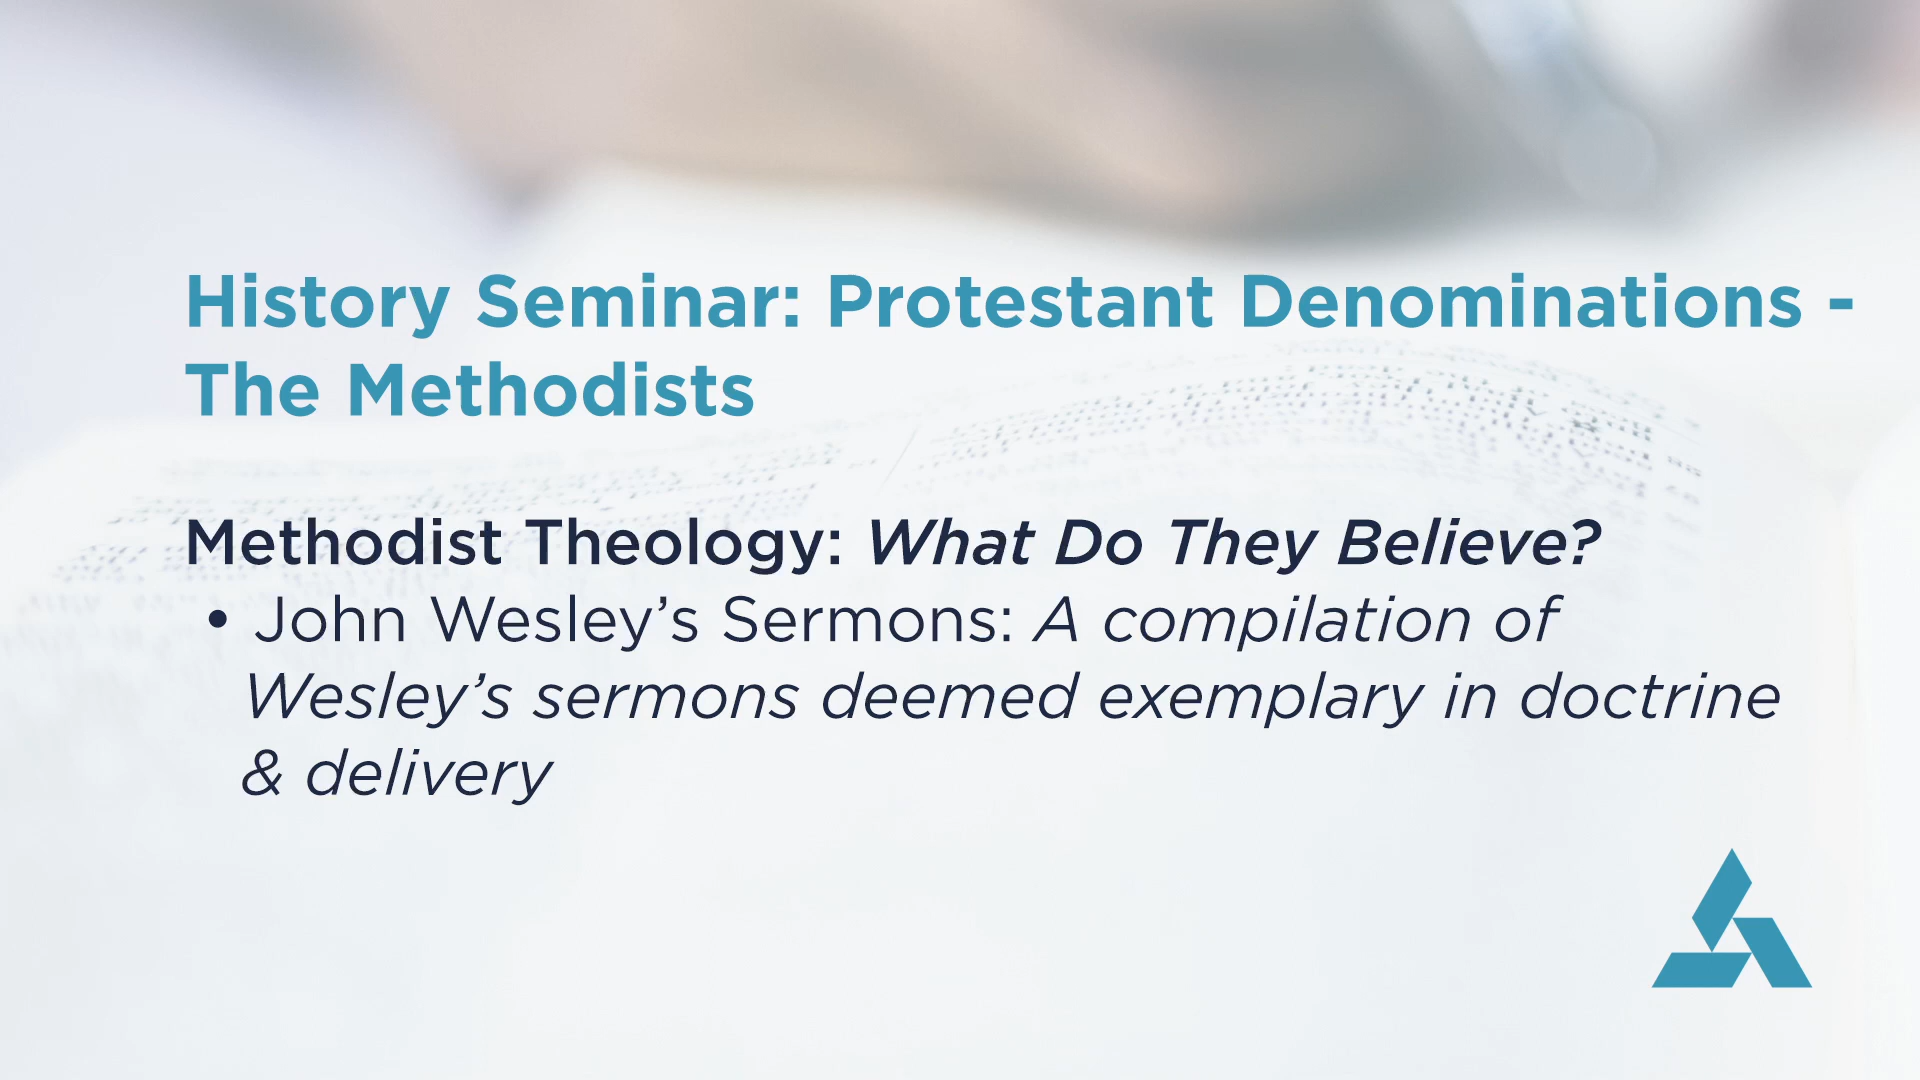 History Seminar: Protestant Denominations -
The Methodists
Methodist Theology: What Do They Believe?
• John Wesley’s Sermons: A compilation of
Wesley’s sermons deemed exemplary in doctrine
& delivery